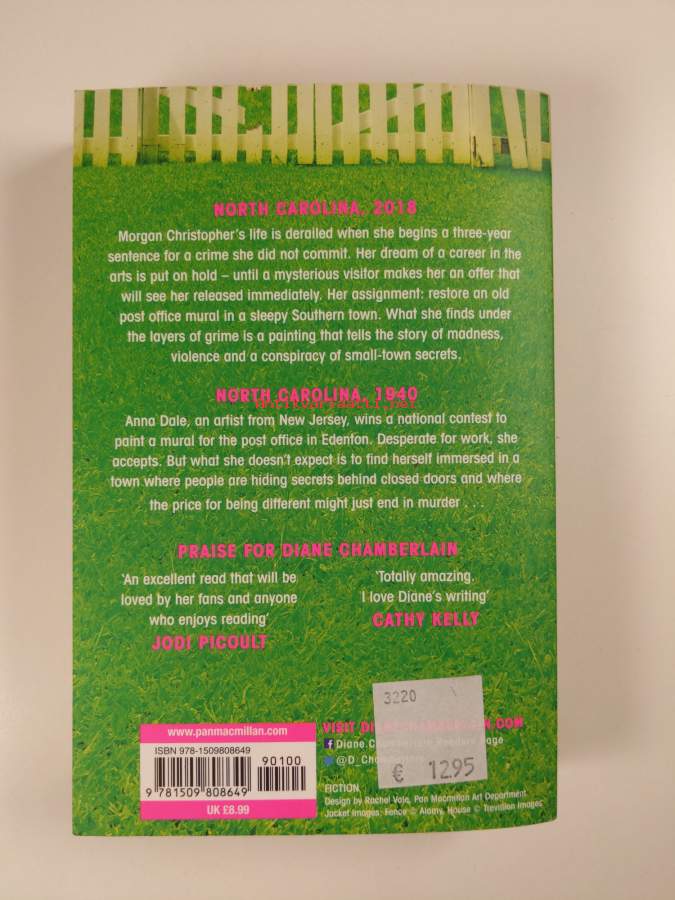 NORTH CAROLINA, 2018
Morgan Christopher's life is derailed when she begins a three-year
sentence for a crime she did not commit. Her dream of a career in the
arts is put on hold – until a mysterious visitor makes her an offer that
will see her released immediately. Her assignment: restore an old
post office mural in a sleepy Southern town. What she finds under
the layers of grime is a painting that tells the story of madness,
violence and a conspiracy of small-town secrets.
NORTH CAROLINA, 1940
Anna Dale, an artist from New Jersey, wins a national contest to
paint a mural for the post office in Edenton. Desperate for work, she
accepts. But what she doesn't expect is to find herself immersed in a
town where people are hiding secrets behind closed doors and where
the price for being different might just end in murder . . .
PRAISE FOR DIANE CHAMBERLAIN
'An excellent read that will be
loved by her fans and anyone
who enjoys reading'
JODI PICOULT
'Totally amazing.
I love Diane's writing'
CATHY KELLY
3220
€ 12.95
www.panmacmillan.com
ISBN 978-1509808649
90100
9 781509 808649
UK £8.99
VISIT
.COM
Page
FICTION
Design by Rachel Vale, Pan Macmillan Art Department
Jacket Images: Fence © Alamy, House © Trevillion Images